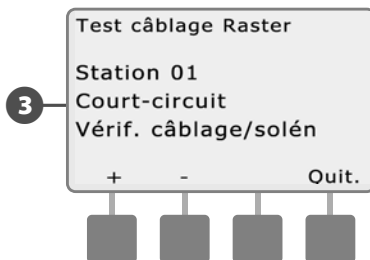 Test câblage Raster
Station 01
3
Court-circuit
Vérif. câblage/solén
+ - Quit.